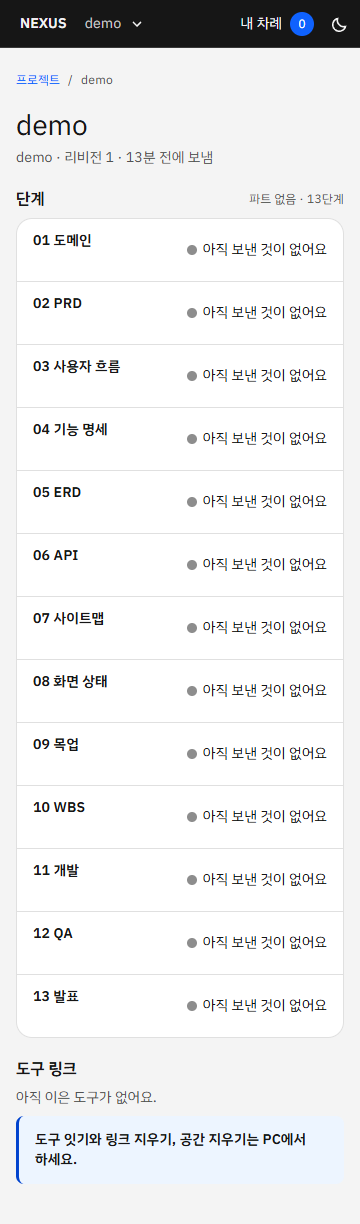 NEXUS demo 내 차례 0
프로젝트 / demo
demo
demo · 리비전 1 · 13분 전에 보냄
단계 파트 없음 · 13단계
01 도메인 아직 보낸 것이 없어요
02 PRD 아직 보낸 것이 없어요
03 사용자 흐름 아직 보낸 것이 없어요
04 기능 명세 아직 보낸 것이 없어요
05 ERD 아직 보낸 것이 없어요
06 API 아직 보낸 것이 없어요
07 사이트맵 아직 보낸 것이 없어요
08 화면 상태 아직 보낸 것이 없어요
09 목업 아직 보낸 것이 없어요
10 WBS 아직 보낸 것이 없어요
11 개발 아직 보낸 것이 없어요
12 QA 아직 보낸 것이 없어요
13 발표 아직 보낸 것이 없어요
도구 링크
아직 이은 도구가 없어요.
도구 잇기와 링크 지우기, 공간 지우기는 PC에서
하세요.